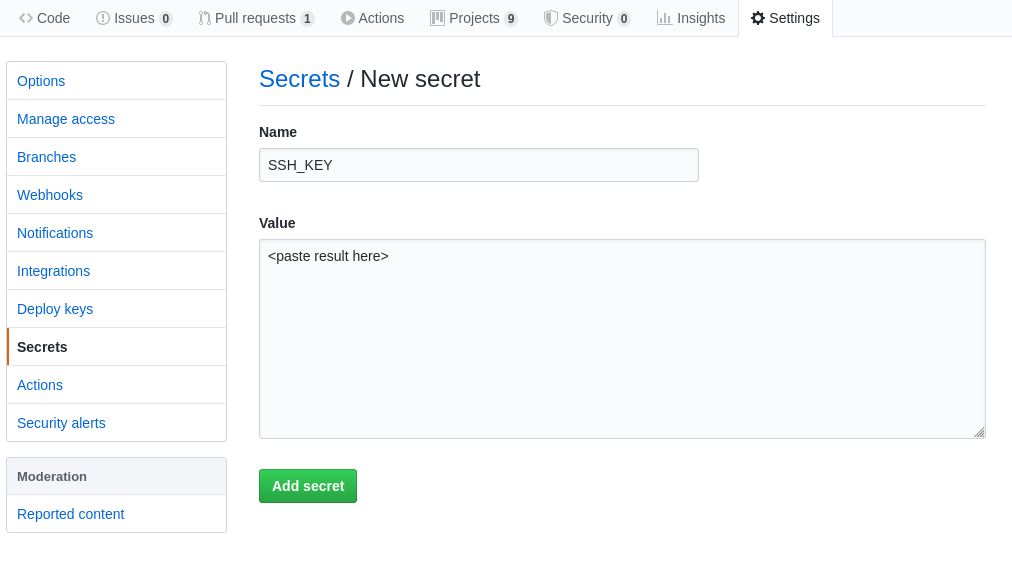 Code Issues 0 Pull requests 1 Actions Projects 9 Security 0 Insights Settings
Options
Manage access
Branches
Webhooks
Notifications
Integrations
Deploy keys
Secrets
Actions
Security alerts
Moderation
Reported content
Secrets / New secret
Name
SSH_KEY
Value
<paste result here>
Add secret